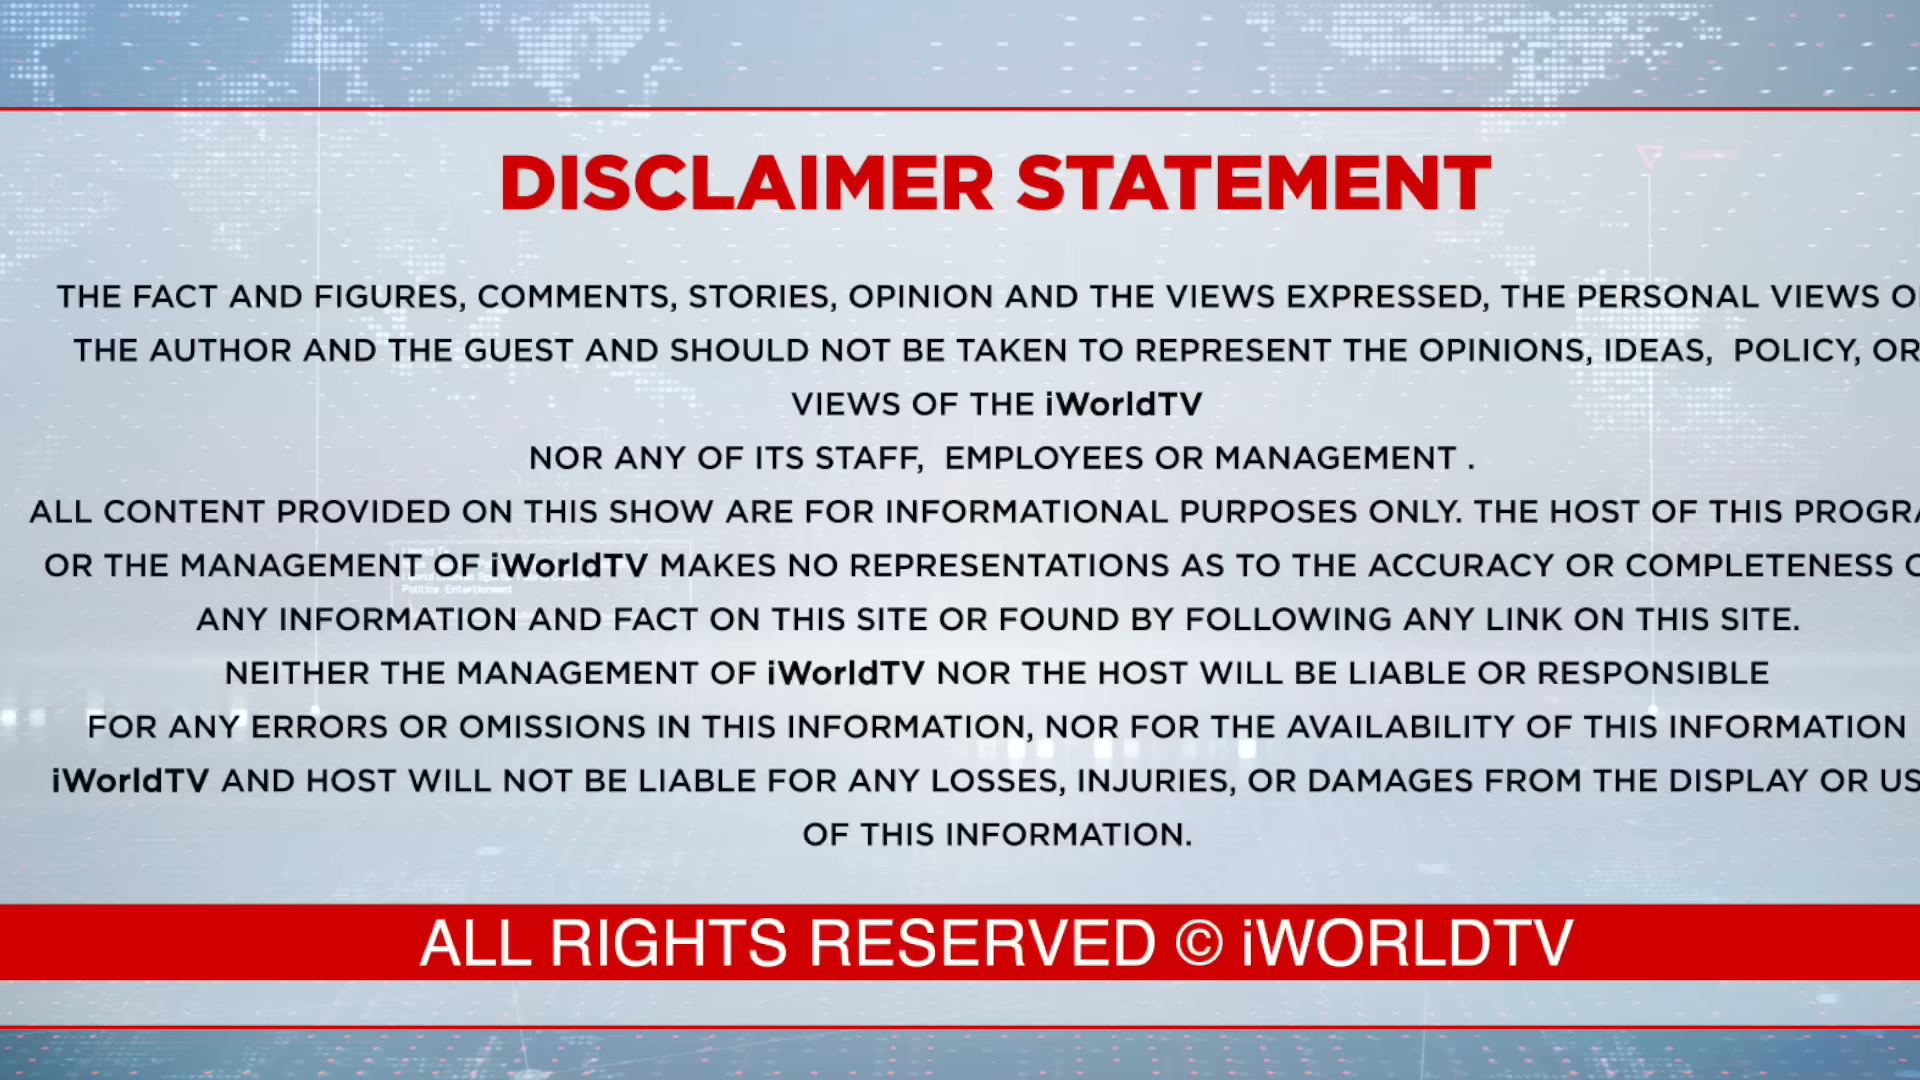 DISCLAIMER STATEMENT
THE FACT AND FIGURES, COMMENTS, STORIES, OPINION AND THE VIEWS EXPRESSED, THE PERSONAL VIEWS O
THE AUTHOR AND THE GUEST AND SHOULD NOT BE TAKEN TO REPRESENT THE OPINIONS, IDEAS, POLICY, OR
VIEWS OF THE iWorldTV
NOR ANY OF ITS STAFF, EMPLOYEES OR MANAGEMENT .
ALL CONTENT PROVIDED ON THIS SHOW ARE FOR INFORMATIONAL PURPOSES ONLY. THE HOST OF THIS PROGRA
OR THE MANAGEMENT OF iWorldTV MAKES NO REPRESENTATIONS AS TO THE ACCURACY OR COMPLETENESS O
Politics Entertionment
ANY INFORMATION AND FACT ON THIS SITE OR FOUND BY FOLLOWING ANY LINK ON THIS SITE.
NEITHER THE MANAGEMENT OF iWorldTV NOR THE HOST WILL BE LIABLE OR RESPONSIBLE
FOR ANY ERRORS OR OMISSIONS IN THIS INFORMATION, NOR FOR THE AVAILABILITY OF THIS INFORMATION
iWorldTV AND HOST WILL NOT BE LIABLE FOR ANY LOSSES, INJURIES, OR DAMAGES FROM THE DISPLAY OR US
OF THIS INFORMATION.
ALL RIGHTS RESERVED © iWORLDTV